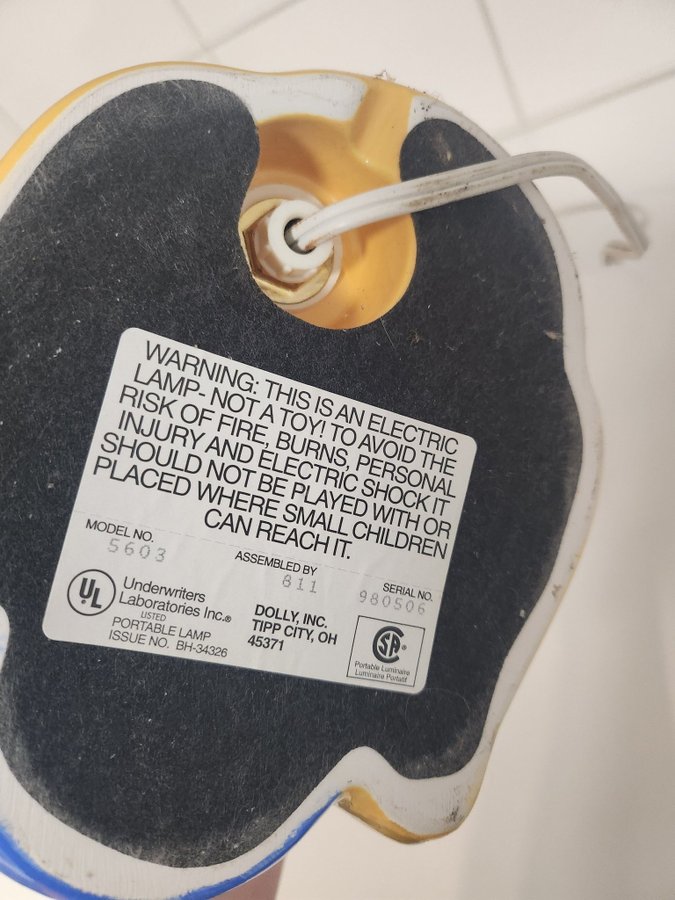 WARNING: THIS IS AN ELECTRIC
LAMP- NOT A TOY! TO AVOID THE
RISK OF FIRE, BURNS, PERSONAL
INJURY AND ELECTRIC SHOCK IT
SHOULD NOT BE PLAYED WITH OR
PLACED WHERE SMALL CHILDREN
CAN REACH IT.
MODEL NO.
5603
ASSEMBLED BY
811
SERIAL NO.
980506
UL
Underwriters
Laboratories Inc.®
LISTED
PORTABLE LAMP
ISSUE NO. BH-34326
DOLLY, INC.
TIPP CITY, OH
45371
SA®
Portable Luminaire
Luminaire Portatif